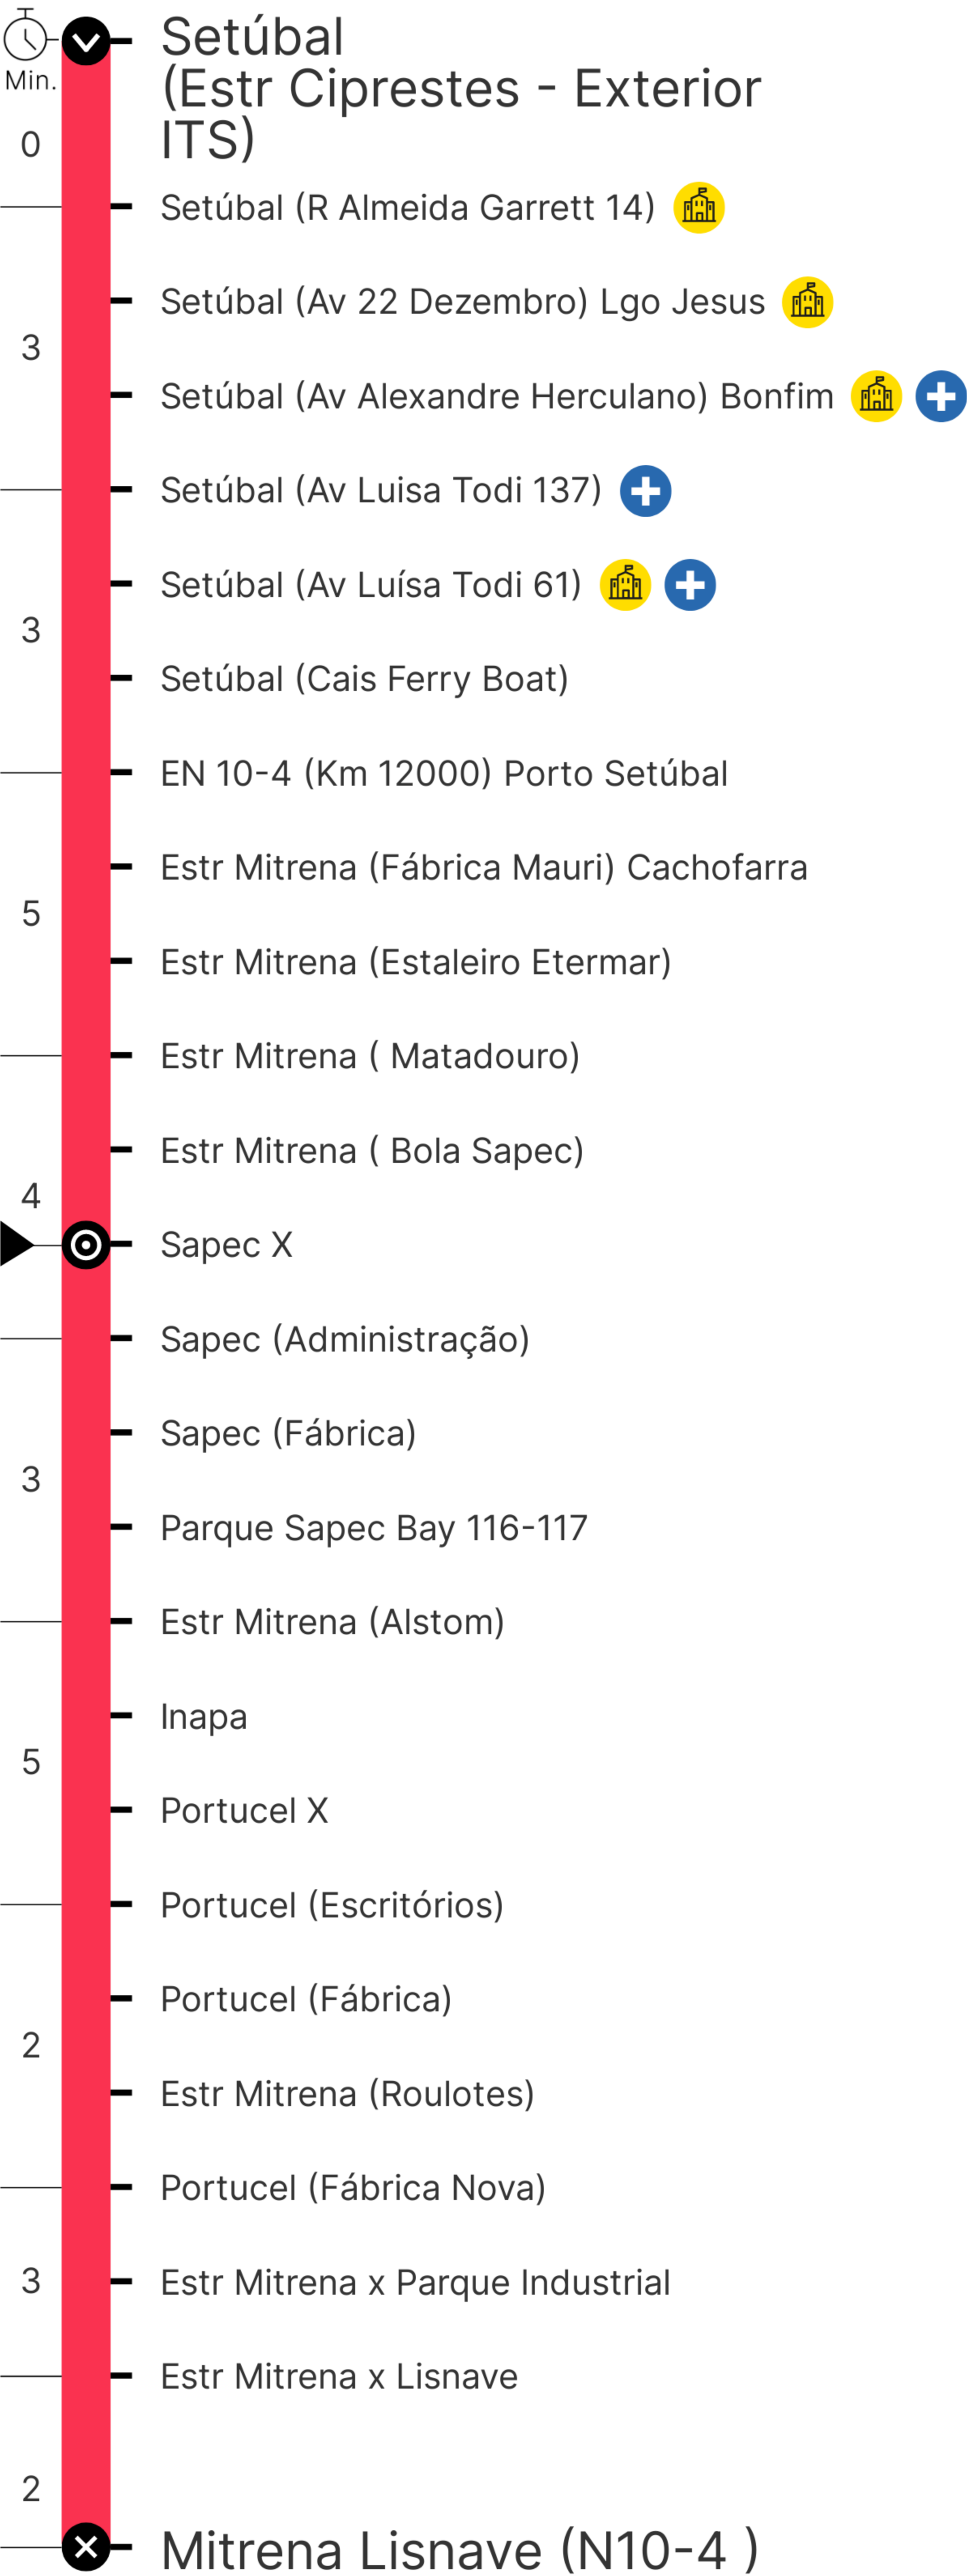 Min.
Setúbal
(Estr Ciprestes - Exterior
ITS)
0
Setúbal (R Almeida Garrett 14)
Setúbal (Av 22 Dezembro) Lgo Jesus
3
Setúbal (Av Alexandre Herculano) Bonfim
Setúbal (Av Luisa Todi 137)
Setúbal (Av Luísa Todi 61)
3
Setúbal (Cais Ferry Boat)
EN 10-4 (Km 12000) Porto Setúbal
Estr Mitrena (Fábrica Mauri) Cachofarra
5
Estr Mitrena (Estaleiro Etermar)
Estr Mitrena ( Matadouro)
Estr Mitrena ( Bola Sapec)
4
Sapec X
Sapec (Administração)
Sapec (Fábrica)
3
Parque Sapec Bay 116-117
Estr Mitrena (Alstom)
Inapa
5
Portucel X
Portucel (Escritórios)
Portucel (Fábrica)
2
Estr Mitrena (Roulotes)
Portucel (Fábrica Nova)
3
Estr Mitrena x Parque Industrial
Estr Mitrena x Lisnave
2
Mitrena Lisnave (N10-4 )